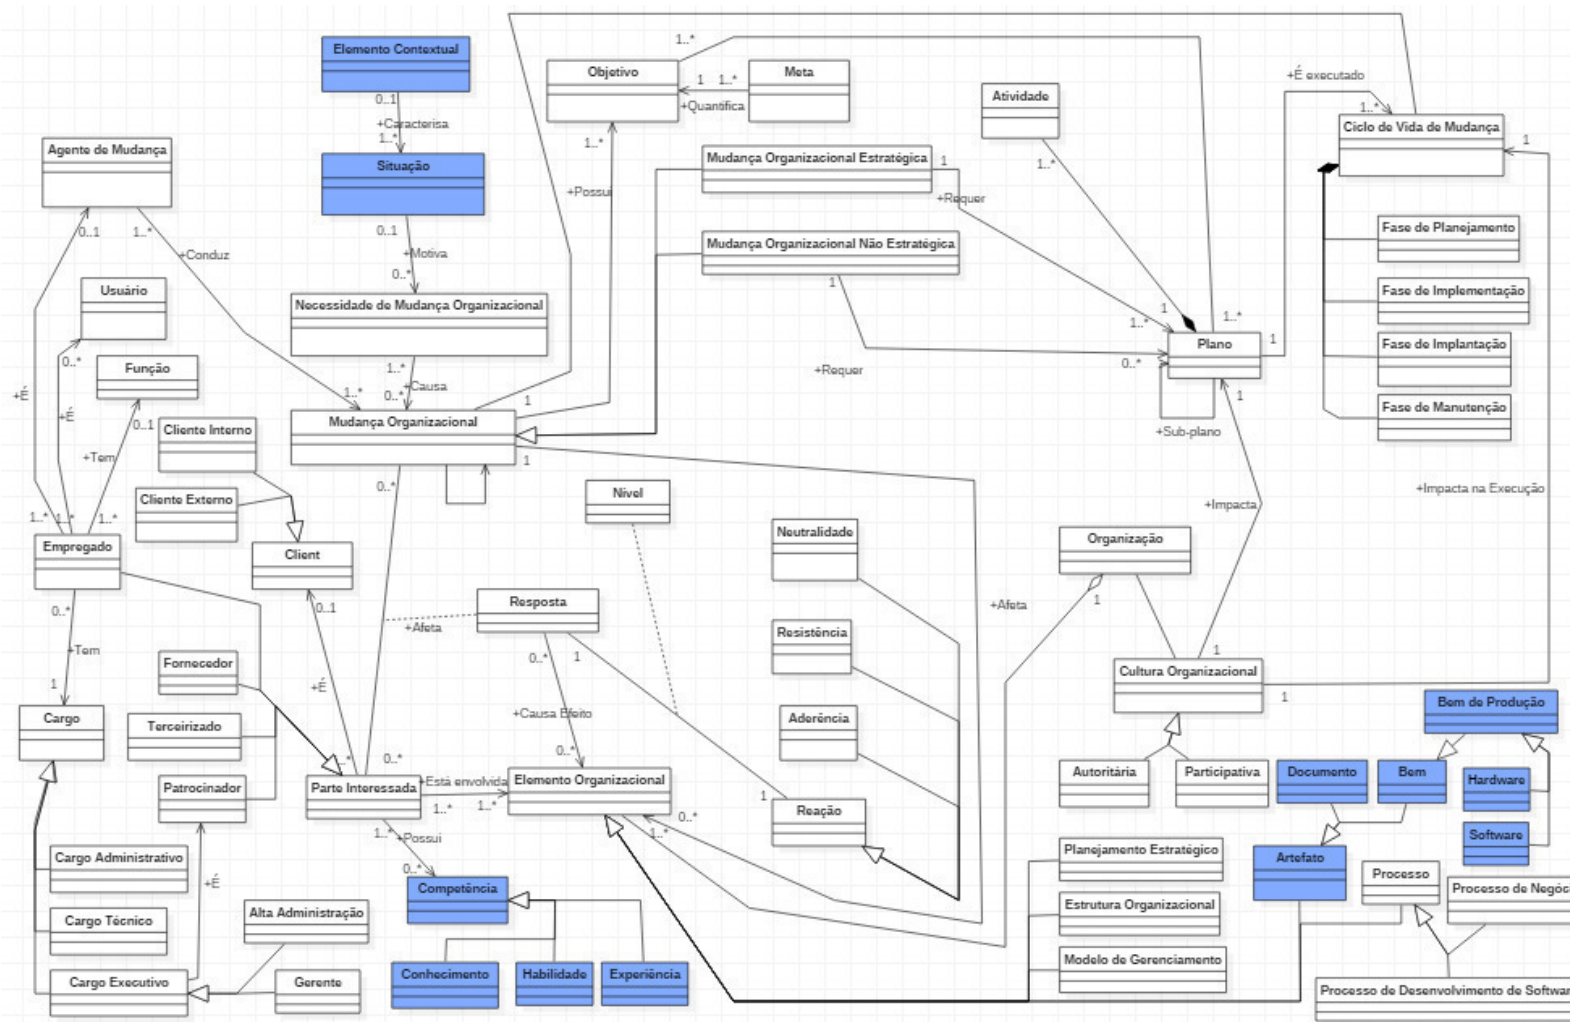 Elemento Contextual
0..1
+Caracterisa
1..*
Situação
0..1
+Motiva
0..*
Necessidade de Mudança Organizacional
1..*
+Causa
0..*
Mudança Organizacional
Objetivo
1..*
1
1..*
+Quantifica
Meta
1..*
+Possui
1
1
Atividade
1..*
Mudança Organizacional Estratégica
1
+Requer
1..*
Mudança Organizacional Não Estratégica
1
+Requer
0..*
1
1..*
Plano
1
+Sub-plano
1
+É executado
1..*
Ciclo de Vida de Mudança
1
Fase de Planejamento
Fase de Implementação
Fase de Implantação
Fase de Manutenção
+Impacta na Execução
+Impacta
Agente de Mudança
0..1
1..*
+Conduz
1..*
Usuário
0..*
Função
0..1
+É
+É
+Tem
Cliente Interno
Cliente Externo
Client
0..1
1..*
1..*
1..*
Empregado
0..*
+Tem
1
Cargo
Fornecedor
Terceirizado
Patrocinador
+É
Cargo Administrativo
Cargo Técnico
Cargo Executivo
+É
Alta Administração
Gerente
0..*
+Afeta
0..*
Parte Interessada
+Está envolvida
1..*
1..*
1..*
+Possui
0..*
Competência
Conhecimento
Habilidade
Experiência
Nível
Resposta
0..*
1
+Causa Efeito
0..*
Elemento Organizacional
0..*
1..*
Neutralidade
Resistência
Aderência
1
Reação
+Afeta
Organização
1
1
Cultura Organizacional
1
Autoritária
Participativa
Bem de Produção
Documento
Bem
Hardware
Software
Artefato
Planejamento Estratégico
Estrutura Organizacional
Modelo de Gerenciamento
Processo
Processo de Negóc
Processo de Desenvolvimento de Softwar